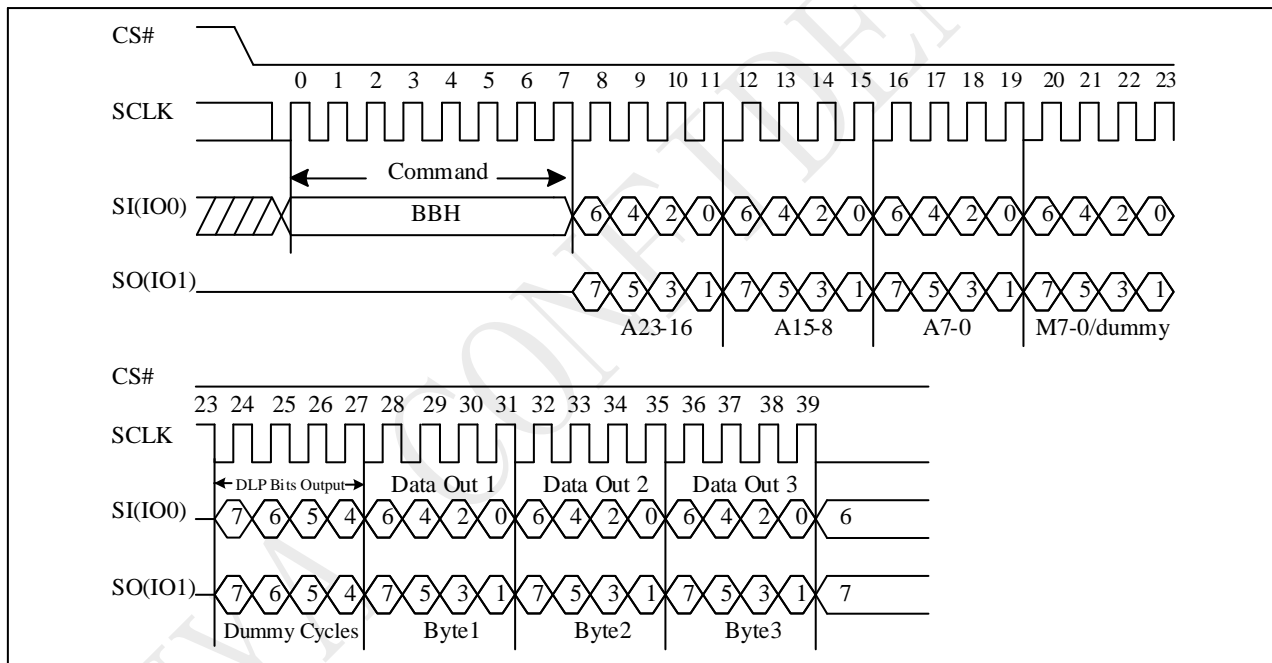 CS#
0 1 2 3 4 5 6 7 8 9 10 11 12 13 14 15 16 17 18 19 20 21 22 23
SCLK
Command
SI(IO0) BBH 6 4 2 0 6 4 2 0 6 4 2 0 6 4 2 0
SO(IO1) 7 5 3 1 7 5 3 1 7 5 3 1 7 5 3 1
A23-16 A15-8 A7-0 M7-0/dummy
CS#
23 24 25 26 27 28 29 30 31 32 33 34 35 36 37 38 39
SCLK
DLP Bits Output Data Out 1 Data Out 2 Data Out 3
SI(IO0) 7 6 5 4 6 4 2 0 6 4 2 0 6 4 2 0 6
SO(IO1) 7 6 5 4 7 5 3 1 7 5 3 1 7 5 3 1 7
Dummy Cycles Byte1 Byte2 Byte3